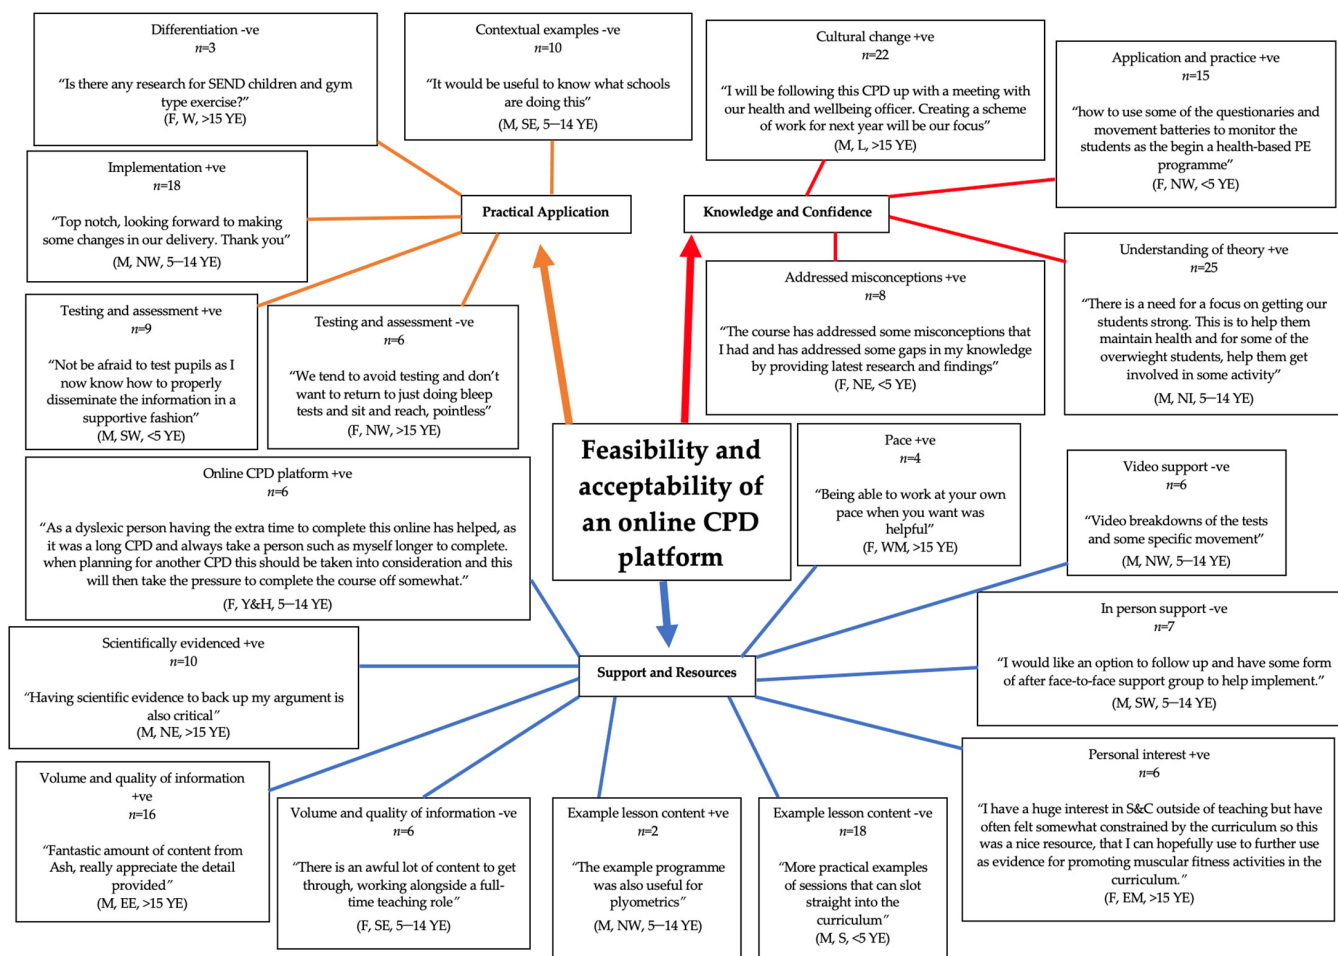 Differentiation -ve
n=3
“Is there any research for SEND children and gym
type exercise?”
(F, W, >15 YE)
Contextual examples -ve
n=10
“It would be useful to know what schools
are doing this”
(M, SE, 5—14 YE)
Cultural change +ve
n=22
“I will be following this CPD up with a meeting with
our health and wellbeing officer. Creating a scheme
of work for next year will be our focus”
(M, L, >15 YE)
Application and practice +ve
n=15
“how to use some of the questionaries and
movement batteries to monitor the
students as the begin a health-based PE
programme”
(F, NW, <5 YE)
Implementation +ve
n=18
“Top notch, looking forward to making
some changes in our delivery. Thank you”
(M, NW, 5—14 YE)
Practical Application
Knowledge and Confidence
Testing and assessment +ve
n=9
“Not be afraid to test pupils as I
now know how to properly
disseminate the information in a
supportive fashion”
(M, SW, <5 YE)
Testing and assessment -ve
n=6
“We tend to avoid testing and don’t
want to return to just doing bleep
tests and sit and reach, pointless”
(F, NW, >15 YE)
Addressed misconceptions +ve
n=8
“The course has addressed some misconceptions that
I had and has addressed some gaps in my knowledge
by providing latest research and findings”
(F, NE, <5 YE)
Understanding of theory +ve
n=25
“There is a need for a focus on getting our
students strong. This is to help them
maintain health and for some of the
overwieght students, help them get
involved in some activity”
(M, NI, 5—14 YE)
Feasibility and
acceptability of
an online CPD
platform
Online CPD platform +ve
n=6
“As a dyslexic person having the extra time to complete this online has helped, as
it was a long CPD and always take a person such as myself longer to complete.
when planning for another CPD this should be taken into consideration and this
will then take the pressure to complete the course off somewhat.”
(F, Y&H, 5—14 YE)
Pace +ve
n=4
“Being able to work at your own
pace when you want was
helpful”
(F, WM, >15 YE)
Video support -ve
n=6
“Video breakdowns of the tests
and some specific movement”
(M, NW, 5—14 YE)
Scientifically evidenced +ve
n=10
“Having scientific evidence to back up my argument is
also critical”
(M, NE, >15 YE)
Support and Resources
In person support -ve
n=7
“I would like an option to follow up and have some form
of after face-to-face support group to help implement.”
(M, SW, 5—14 YE)
Volume and quality of information
+ve
n=16
“Fantastic amount of content from
Ash, really appreciate the detail
provided”
(M, EE, >15 YE)
Volume and quality of information -ve
n=6
“There is an awful lot of content to get
through, working alongside a full-
time teaching role”
(F, SE, 5—14 YE)
Example lesson content +ve
n=2
“The example programme
was also useful for
plyometrics”
(M, NW, 5—14 YE)
Example lesson content -ve
n=18
“More practical examples
of sessions that can slot
straight into the
curriculum”
(M, S, <5 YE)
Personal interest +ve
n=6
“I have a huge interest in S&C outside of teaching but have
often felt somewhat constrained by the curriculum so this
was a nice resource, that I can hopefully use to further use
as evidence for promoting muscular fitness activities in the
curriculum.”
(F, EM, >15 YE)